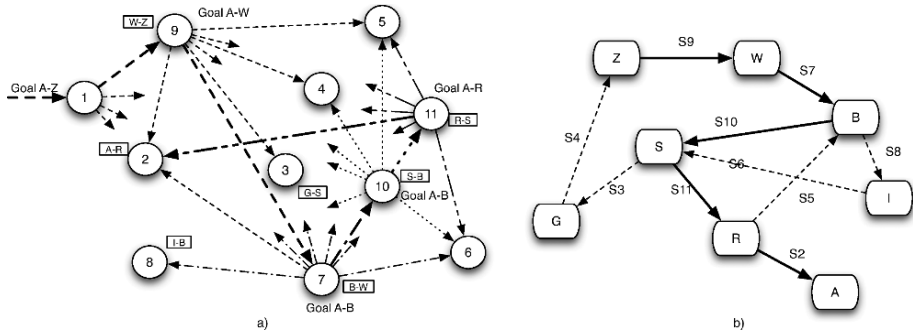 Goal A-W
W-Z
9
5
Z
S9
W
S7
Goal A-Z
1
4
Goal A-R
11
R-S
S4
S10
B
A-R
2
3
G-S
10
S-B
Goal A-B
S
S6
S8
S3
S11
S5
I
G
R
I-B
8
7
B-W
6
S2
A
Goal A-B
a)
b)